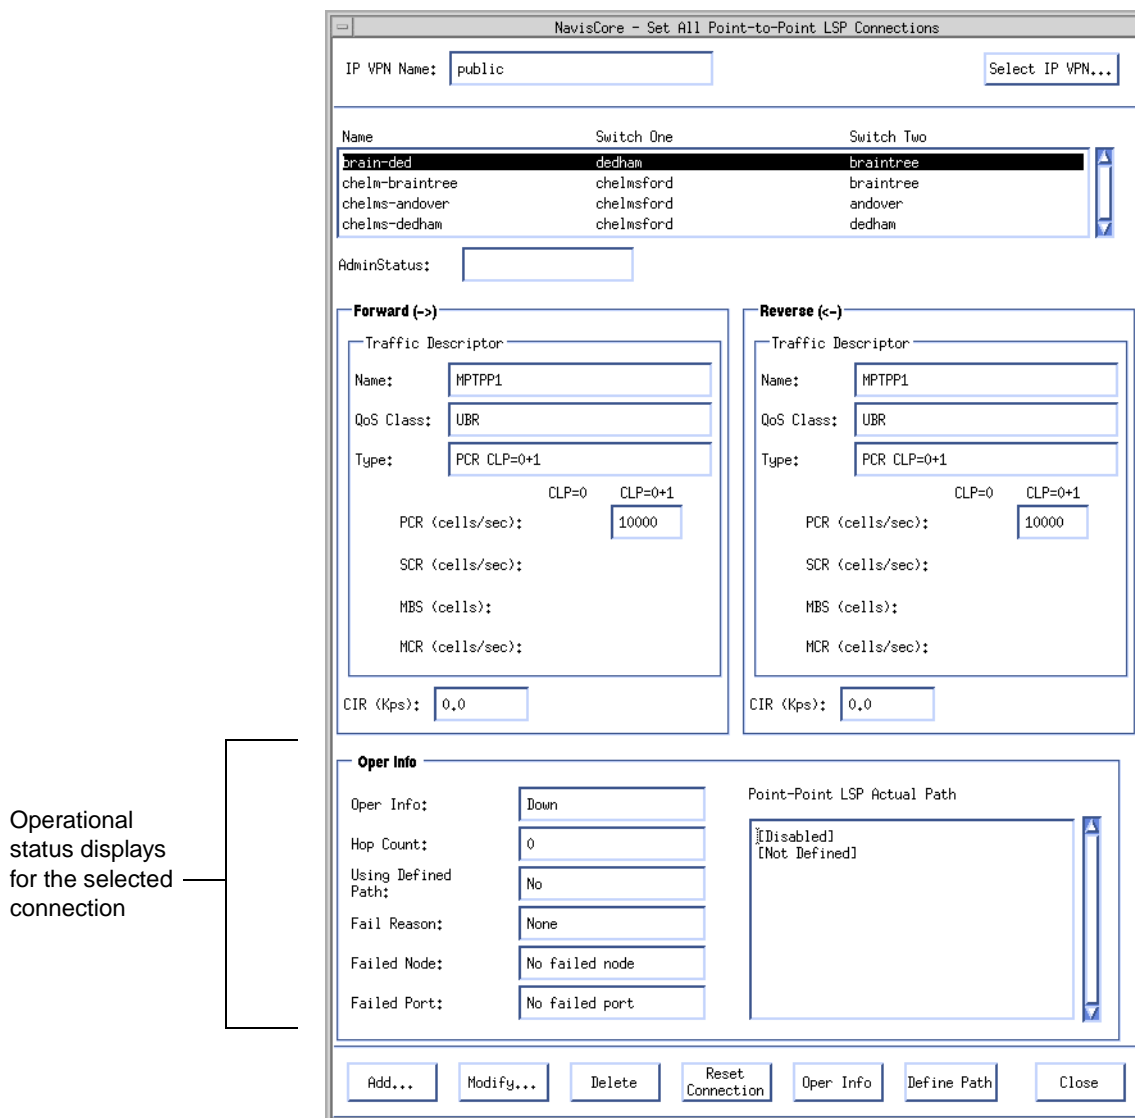 NavisCore - Set All Point-to-Point LSP Connections
IP VPN Name: public Select IP VPN...
Name Switch One Switch Two
brain-ded dedham braintree
chelm-braintree chelmsford braintree
chelms-andover chelmsford andover
chelms-dedham chelmsford dedham
AdminStatus:
Forward (->) Reverse (<-)
Traffic Descriptor Traffic Descriptor
Name: MPTPP1 Name: MPTPP1
QoS Class: UBR QoS Class: UBR
Type: PCR CLP=0+1 Type: PCR CLP=0+1
CLP=0 CLP=0+1 CLP=0 CLP=0+1
PCR (cells/sec): 10000 PCR (cells/sec): 10000
SCR (cells/sec): SCR (cells/sec):
MBS (cells): MBS (cells):
MCR (cells/sec): MCR (cells/sec):
CIR (Kps): 0.0 CIR (Kps): 0.0
Operational
status displays
for the selected
connection
Oper Info
Oper Info: Down
Hop Count: 0
Using Defined
Path: No
Fail Reason: None
Failed Node: No failed node
Failed Port: No failed port
Point-Point LSP Actual Path
[Disabled]
[Not Defined]
Add... Modify... Delete Reset Connection Oper Info Define Path Close